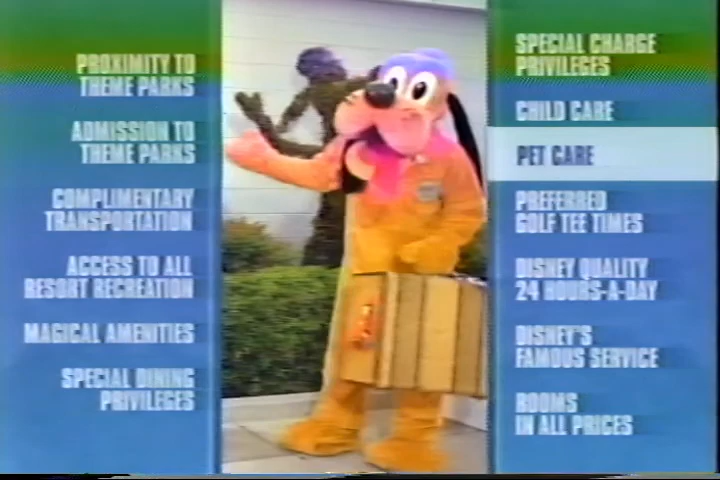 PROXIMITY TO
THEME PARKS
ADMISSION TO
THEME PARKS
COMPLIMENTARY
TRANSPORTATION
ACCESS TO ALL
RESORT RECREATION
MAGICAL AMENITIES
SPECIAL DINING
PRIVILEGES
SPECIAL CHARGE
PRIVILEGES
CHILD CARE
PET CARE
PREFERRED
GOLF TEE TIMES
DISNEY QUALITY
24 HOURS-A-DAY
DISNEY'S
FAMOUS SERVICE
ROOMS
IN ALL PRICES